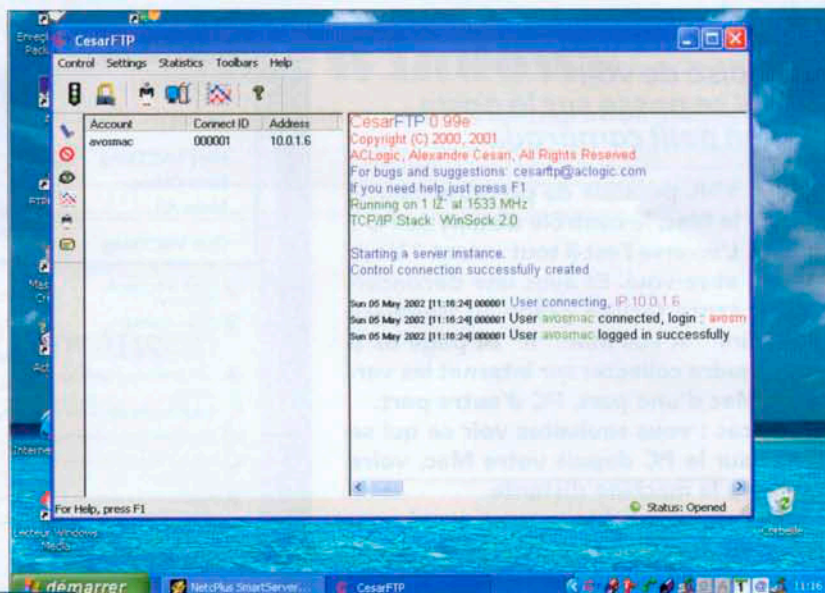 CesarFTP
Control Settings Statistics Toolbars Help
Account Connect ID Address
avosmac 000001 10.0.1.6
CesarFTP 0.99e
Copyright (C) 2000, 2001
ACLogic, Alexandre Cesari, All Rights Reserved
For bugs and suggestions: cesarftp@aclogic.com
If you need help just press F1
Running on 1 IZ' at 1533 MHz
TCP/IP Stack: WinSock 2.0
Starting a server instance.
Control connection successfully created
Sun 05 May 2002 [11:16:24] 000001 User connecting, IP:10.0.1.6
Sun 05 May 2002 [11:16:24] 000001 User avosmac connected, login : avosm
Sun 05 May 2002 [11:16:24] 000001 User avosmac logged in successfully
For Help, press F1
Status: Opened
Lecteur Windows
Media
Corbeille
démarrer
NetcPlus SmartServer...
CesarFTP
11:16